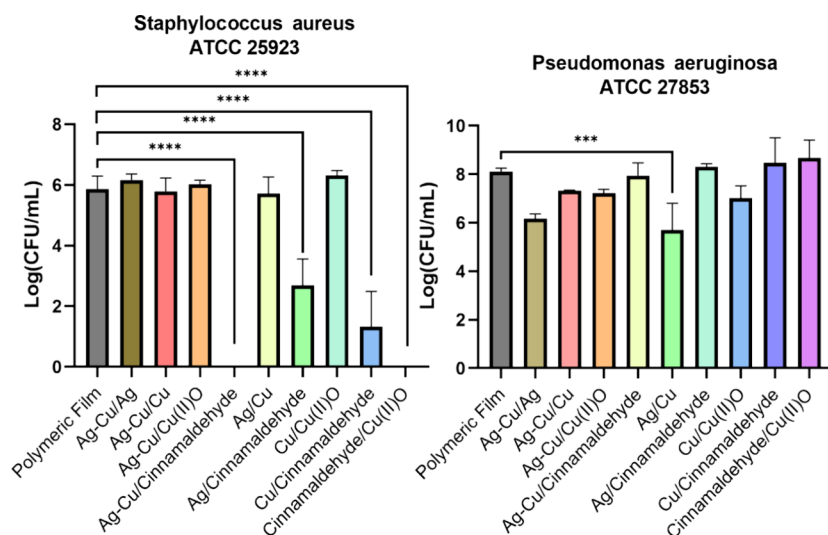 Staphylococcus aureus
ATCC 25923
****
****
****
****
Log(CFU/mL)
8
6
4
2
0
Polymeric Film
Ag-Cu/Ag
Ag-Cu/Cu
Ag-Cu/Cu(II)O
Ag-Cu/Cinnamaldehyde
Ag/Cu
Ag/Cinnamaldehyde
Cu/Cu(II)O
Cu/Cinnamaldehyde
Cinnamaldehyde/Cu(II)O
Pseudomonas aeruginosa
ATCC 27853
***
Log(CFU/mL)
10
8
6
4
2
0
Polymeric Film
Ag-Cu/Ag
Ag-Cu/Cu
Ag-Cu/Cu(II)O
Ag-Cu/Cinnamaldehyde
Ag/Cu
Ag/Cinnamaldehyde
Cu/Cu(II)O
Cu/Cinnamaldehyde
Cinnamaldehyde/Cu(II)O